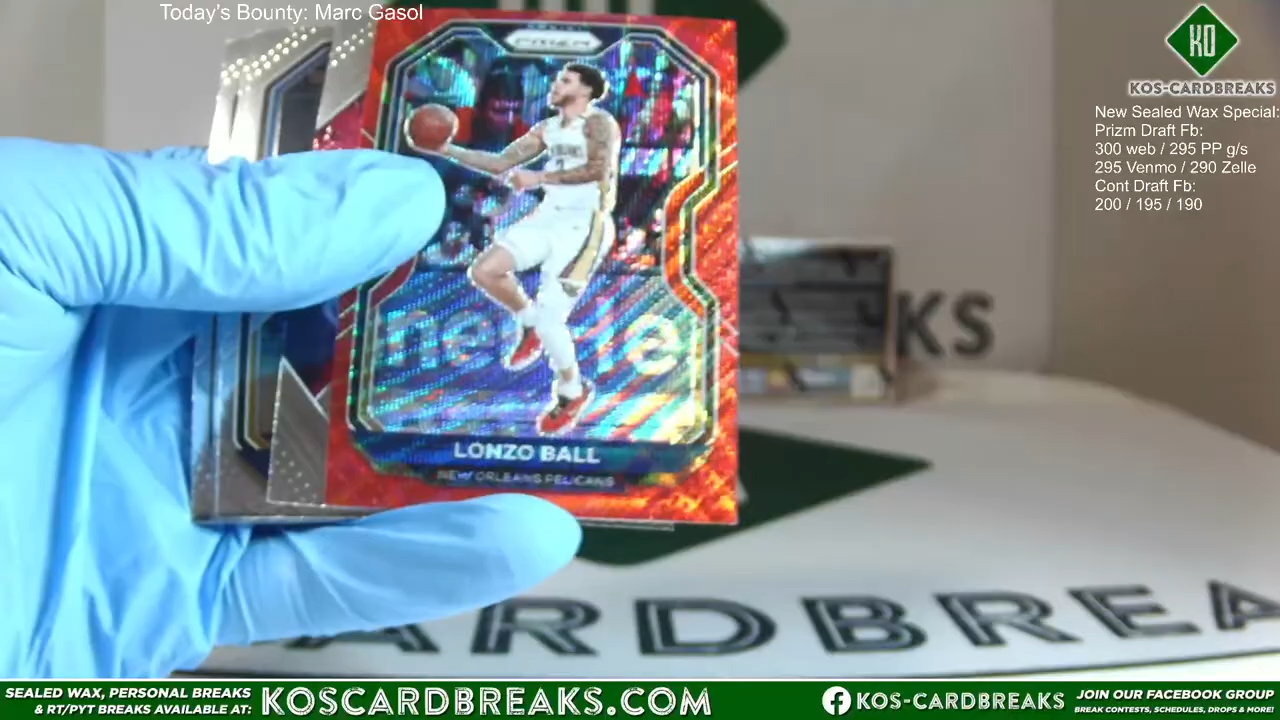 Today's Bounty: Marc Gasol
KO
KOS-CARDBREAKS
New Sealed Wax Special:
Prizm Draft Fb:
300 web / 295 PP g/s
295 Venmo / 290 Zelle
Cont Draft Fb:
200 / 195 / 190
PRIZM
LONZO BALL
NEW ORLEANS PELICANS
KS
ARDBREA
SEALED WAX, PERSONAL BREAKS
& RT/PYT BREAKS AVAILABLE AT:
KOSCARDBREAKS.COM
KOS-CARDBREAKS
JOIN OUR FACEBOOK GROUP
BREAK CONTESTS, SCHEDULES, DROPS & MORE!